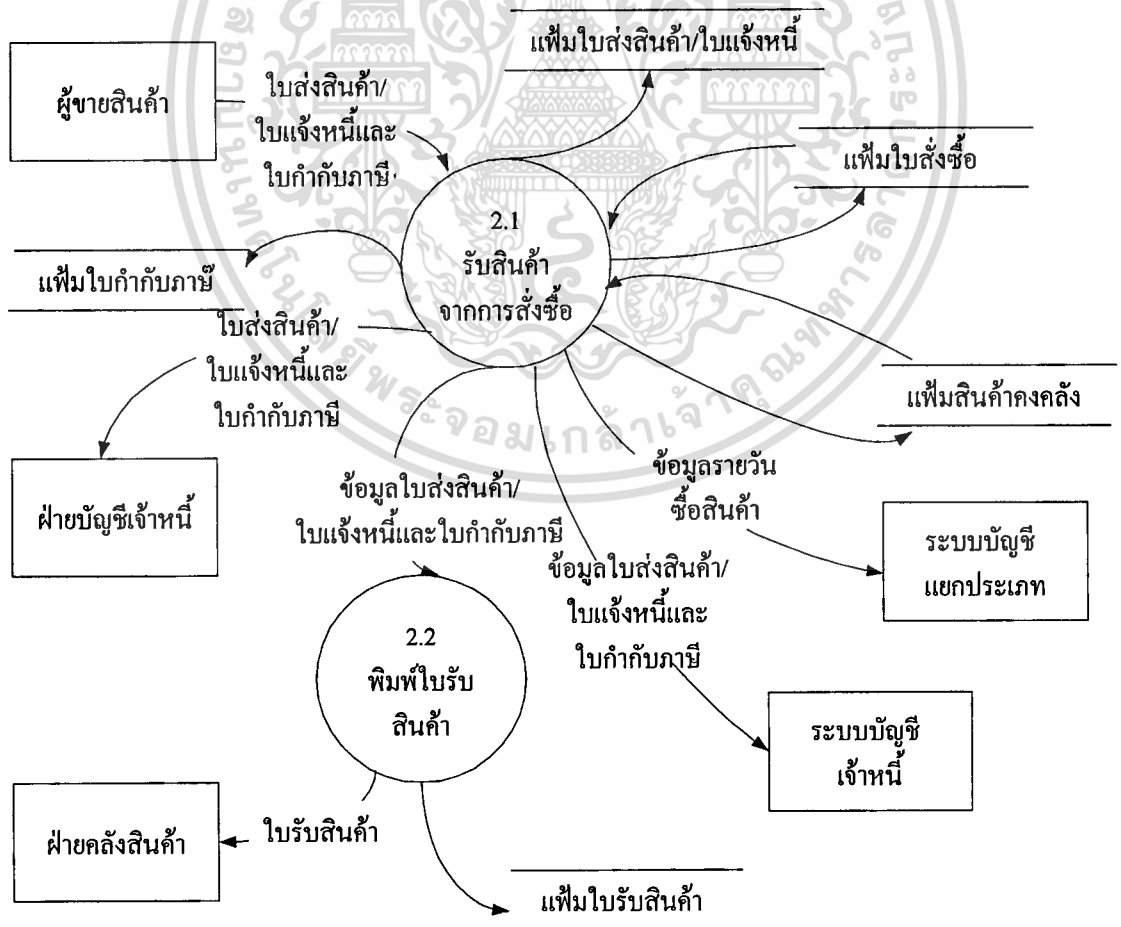 แฟ้มใบส่งสินค้า/ใบแจ้งหนี้
ผู้ขายสินค้า
ใบส่งสินค้า/
ใบแจ้งหนี้และ
ใบกำกับภาษี
แฟ้มใบสั่งซื้อ
2.1
รับสินค้า
จากการสั่งซื้อ
แฟ้มใบกำกับภาษี
ใบส่งสินค้า/
ใบแจ้งหนี้และ
ใบกำกับภาษี
แฟ้มสินค้าคงคลัง
ฝ่ายบัญชีเจ้าหนี้
ข้อมูลใบส่งสินค้า/
ใบแจ้งหนี้และใบกำกับภาษี
ข้อมูลรายวัน
ซื้อสินค้า
ระบบบัญชี
แยกประเภท
ข้อมูลใบส่งสินค้า/
ใบแจ้งหนี้และ
ใบกำกับภาษี
2.2
พิมพ์ใบรับ
สินค้า
ระบบบัญชี
เจ้าหนี้
ฝ่ายคลังสินค้า
ใบรับสินค้า
แฟ้มใบรับสินค้า